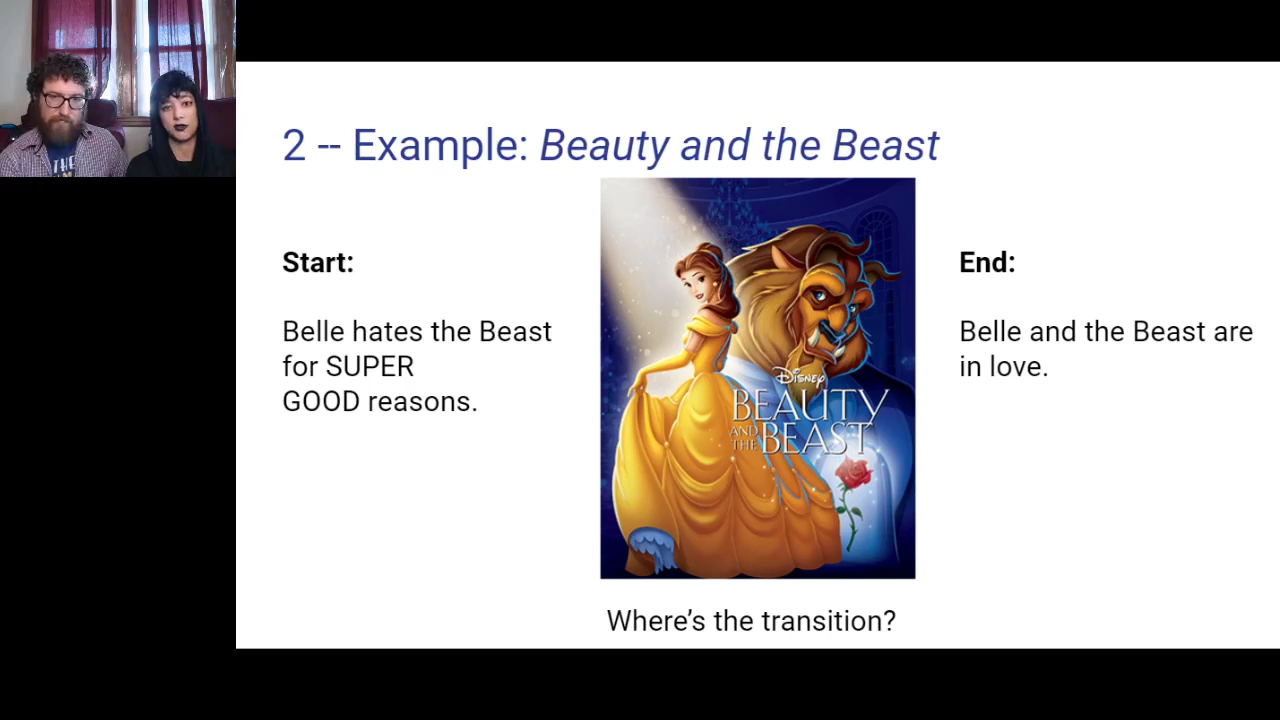 2 -- Example: Beauty and the Beast
Start:
Belle hates the Beast
for SUPER
GOOD reasons.
Disney
BEAUTY
AND
THE BEAST
End:
Belle and the Beast are
in love.
Where's the transition?
THE